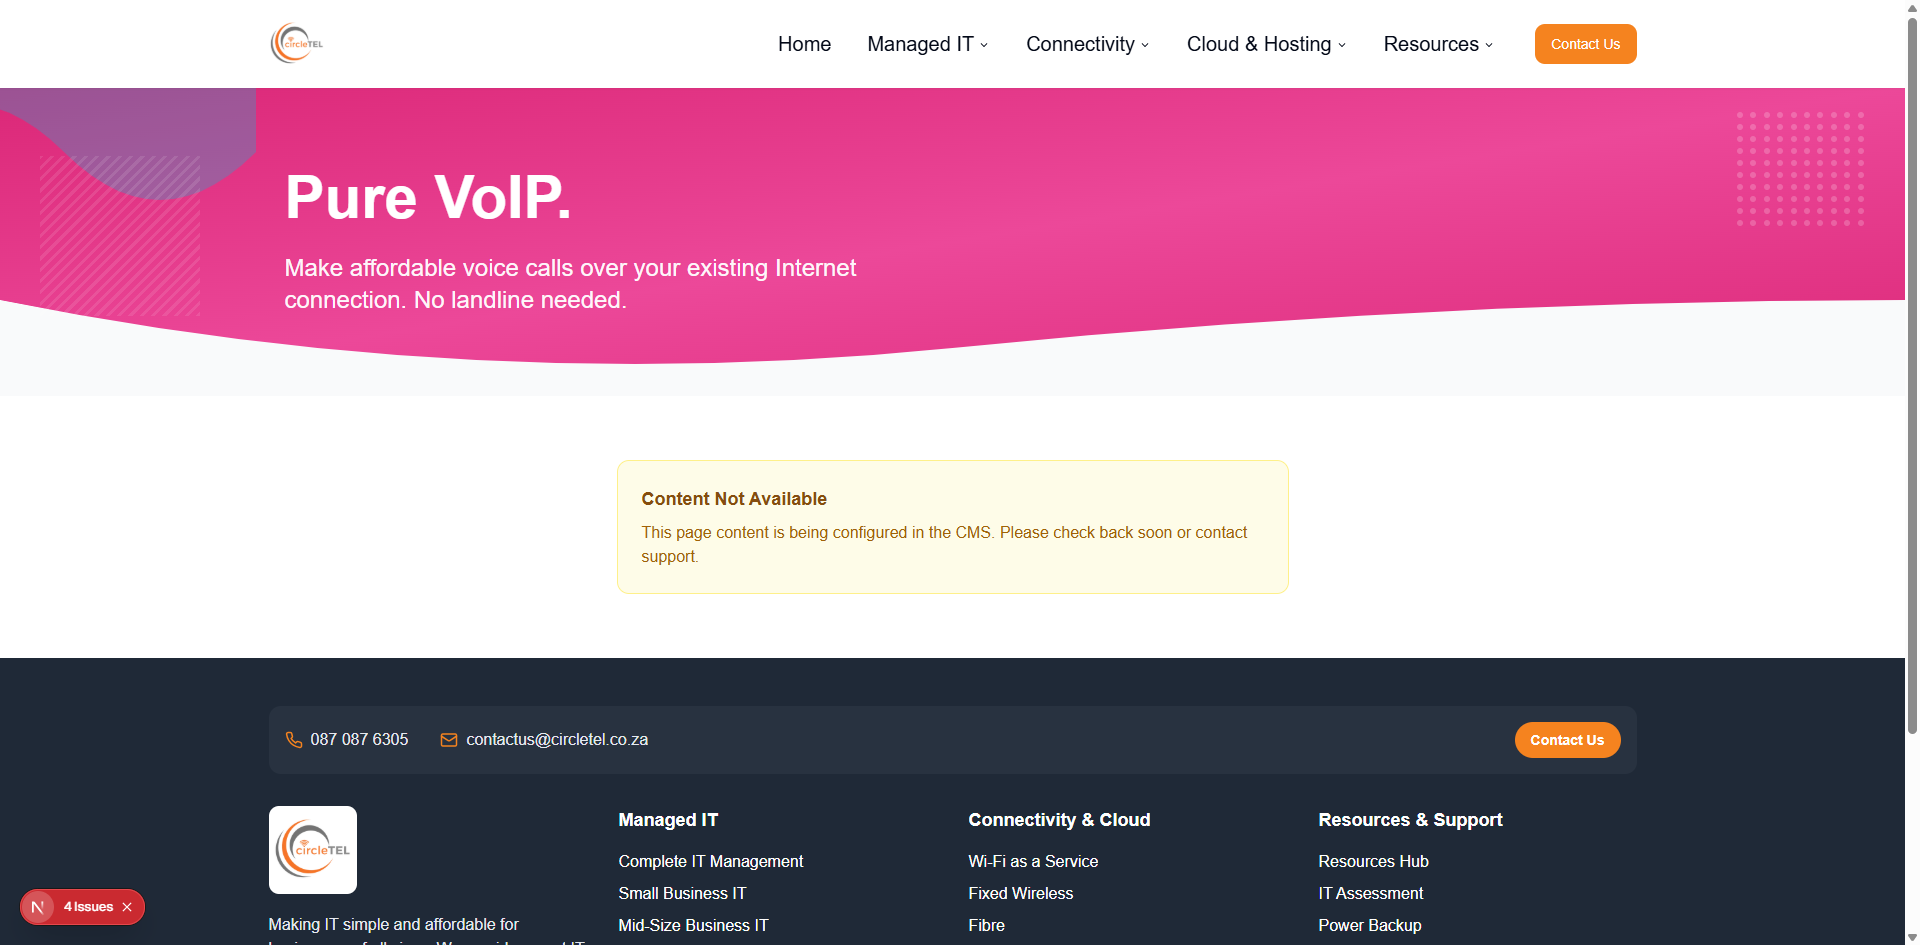 circleTEL
Home
Managed IT
Connectivity
Cloud & Hosting
Resources
Contact Us
Pure VoIP.
Make affordable voice calls over your existing Internet
connection. No landline needed.
Content Not Available
This page content is being configured in the CMS. Please check back soon or contact
support.
087 087 6305
contactus@circletel.co.za
Contact Us
circleTEL
Making IT simple and affordable for
Managed IT
Complete IT Management
Small Business IT
Mid-Size Business IT
Connectivity & Cloud
Wi-Fi as a Service
Fixed Wireless
Fibre
Resources & Support
Resources Hub
IT Assessment
Power Backup
N
4 Issues